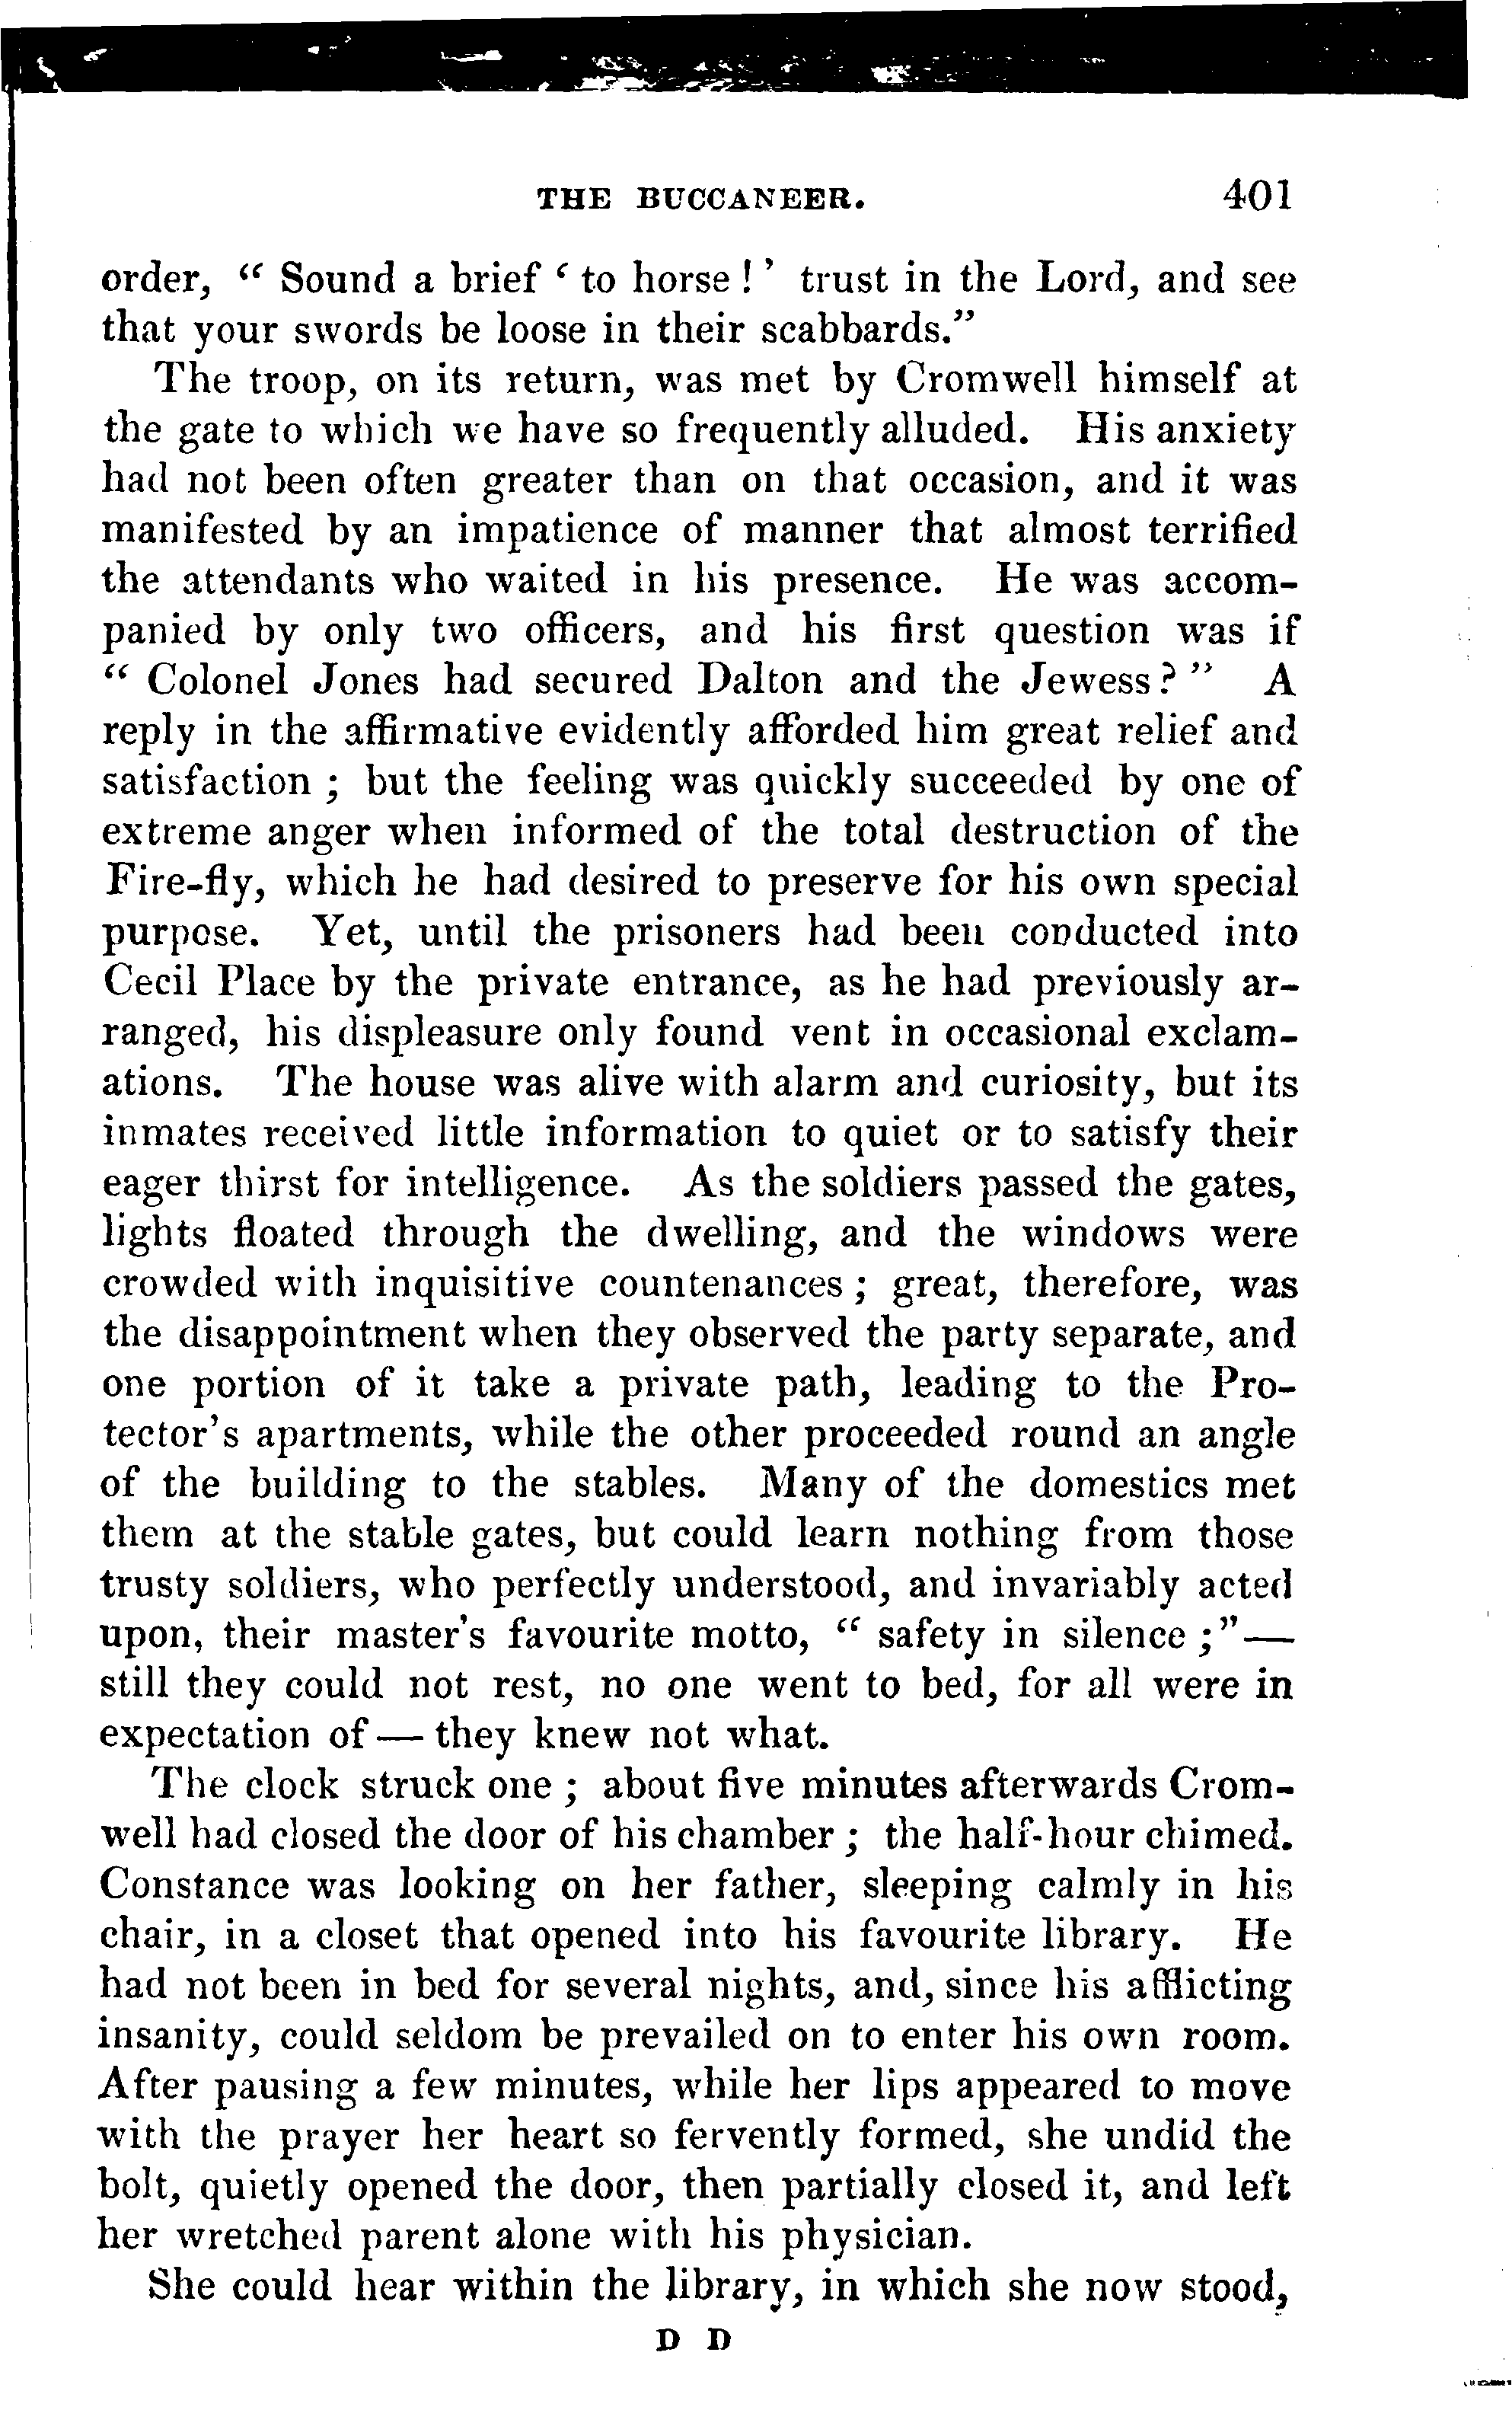 THE BUCCANEER. 401
order, “ Sound a brief ‘ to horse ! ’ trust in the Lord, and see
that your swords be loose in their scabbards.”
The troop, on its return, was met by Cromwell himself at
the gate to which we have so frequently alluded. His anxiety
had not been often greater than on that occasion, and it was
manifested by an impatience of manner that almost terrified
the attendants who waited in his presence. He was accom-
panied by only two officers, and his first question was if
“ Colonel Jones had secured Dalton and the Jewess ? ” A
reply in the affirmative evidently afforded him great relief and
satisfaction ; but the feeling was quickly succeeded by one of
extreme anger when informed of the total destruction of the
Fire-fly, which he had desired to preserve for his own special
purpose. Yet, until the prisoners had been conducted into
Cecil Place by the private entrance, as he had previously ar-
ranged, his displeasure only found vent in occasional exclam-
ations. The house was alive with alarm and curiosity, but its
inmates received little information to quiet or to satisfy their
eager thirst for intelligence. As the soldiers passed the gates,
lights floated through the dwelling, and the windows were
crowded with inquisitive countenances ; great, therefore, was
the disappointment when they observed the party separate, and
one portion of it take a private path, leading to the Pro-
tector’s apartments, while the other proceeded round an angle
of the building to the stables. Many of the domestics met
them at the stable gates, but could learn nothing from those
trusty soldiers, who perfectly understood, and invariably acted
upon, their master’s favourite motto, “ safety in silence ;”—
still they could not rest, no one went to bed, for all were in
expectation of — they knew not what.
The clock struck one ; about five minutes afterwards Crom-
well had closed the door of his chamber ; the half-hour chimed.
Constance was looking on her father, sleeping calmly in his
chair, in a closet that opened into his favourite library. He
had not been in bed for several nights, and, since his afflicting
insanity, could seldom be prevailed on to enter his own room.
After pausing a few minutes, while her lips appeared to move
with the prayer her heart so fervently formed, she undid the
bolt, quietly opened the door, then partially closed it, and left
her wretched parent alone with his physician.
She could hear within the library, in which she now stood,
D D